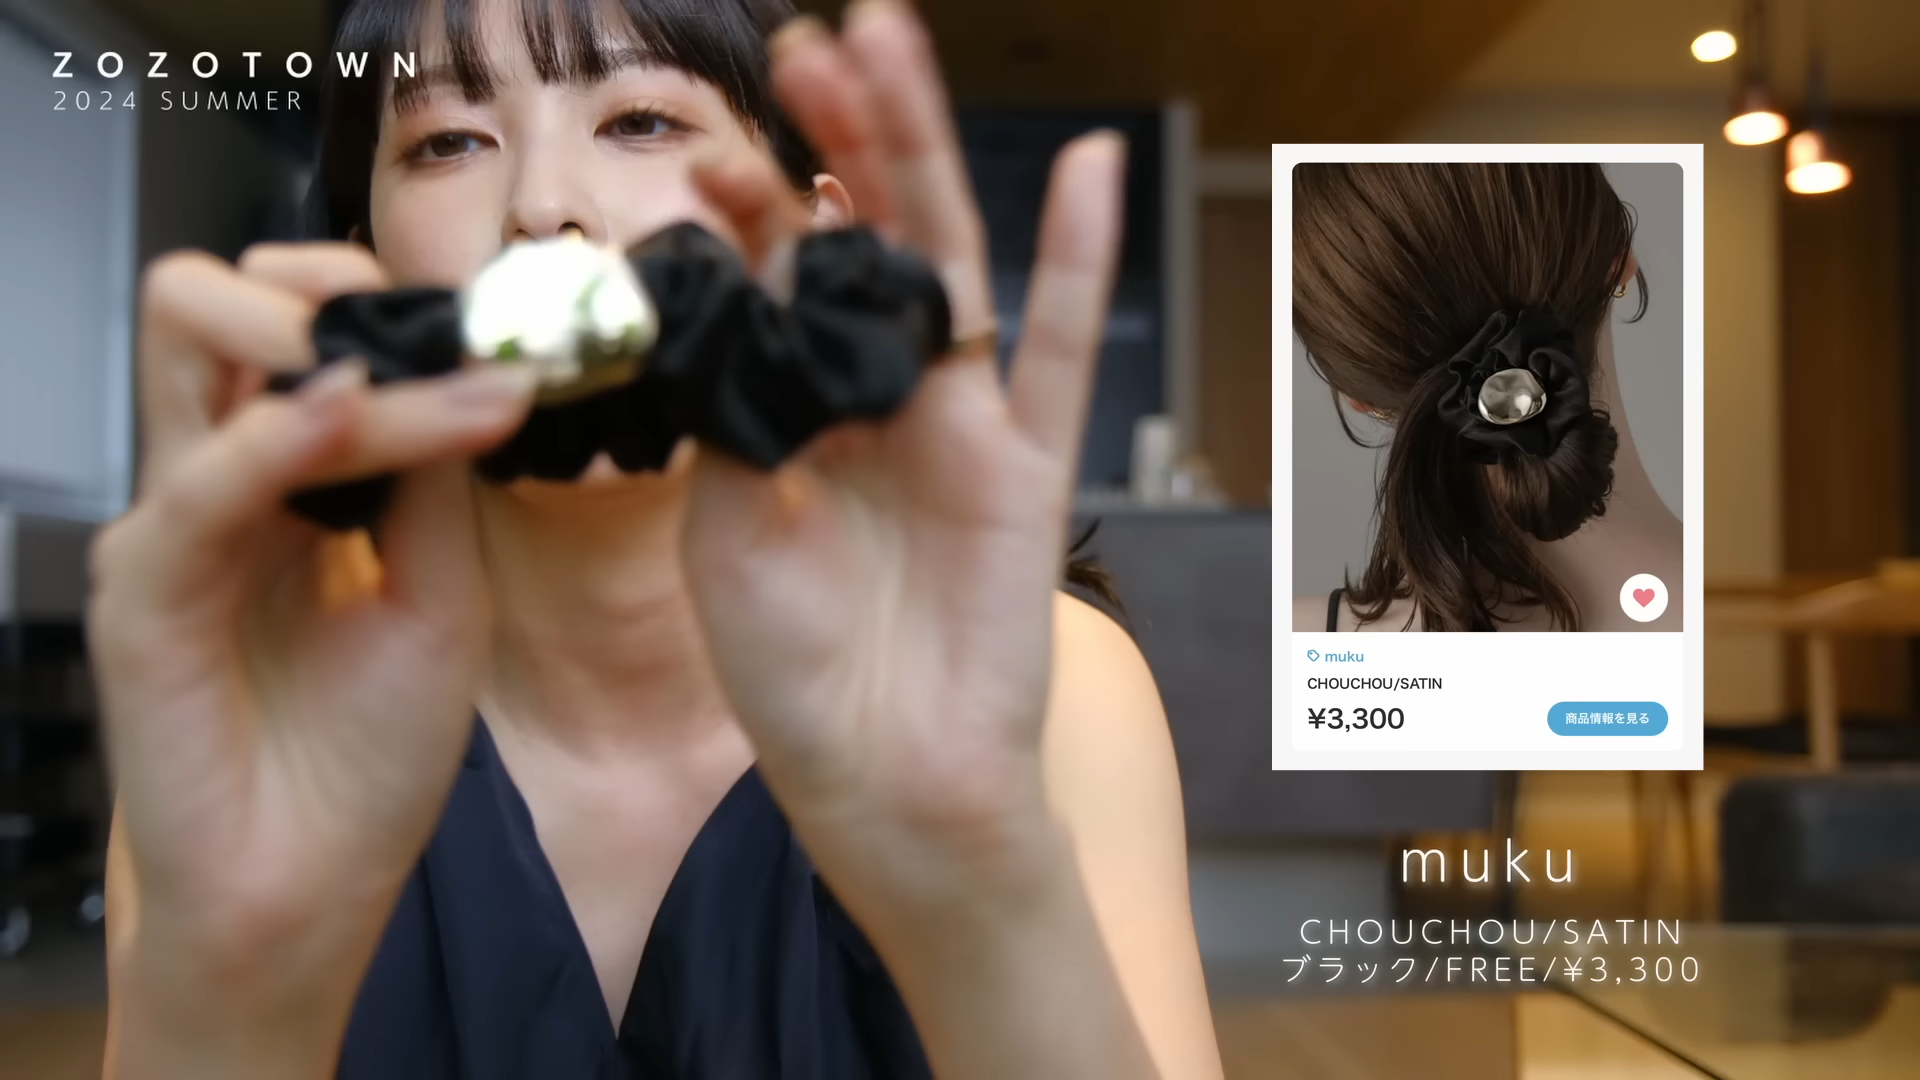 ZOZOTOWN
2024 SUMMER
muku
CHOUCHOU/SATIN
¥3,300
商品情報を見る
muku
CHOUCHOU/SATIN
ブラック/FREE/¥3,300